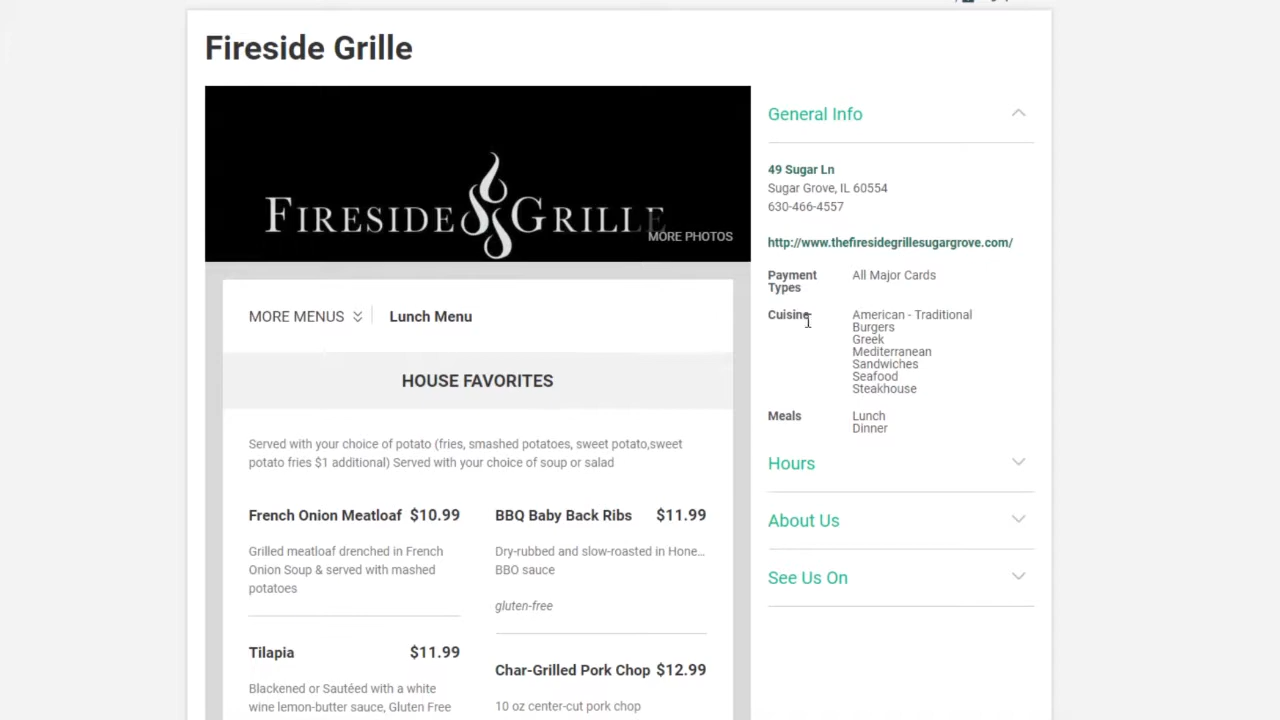 Fireside Grille
FIRESIDE GRILLE
MORE PHOTOS
MORE MENUS
Lunch Menu
HOUSE FAVORITES
Served with your choice of potato (fries, smashed potatoes, sweet potato,sweet
potato fries $1 additional) Served with your choice of soup or salad
French Onion Meatloaf $10.99
Grilled meatloaf drenched in French
Onion Soup & served with mashed
potatoes
Tilapia $11.99
Blackened or Sautéed with a white
wine lemon-butter sauce, Gluten Free
BBQ Baby Back Ribs $11.99
Dry-rubbed and slow-roasted in Hone...
BBO sauce
gluten-free
Char-Grilled Pork Chop $12.99
10 oz center-cut pork chop
General Info
49 Sugar Ln
Sugar Grove, IL 60554
630-466-4557
http://www.thefiresidegrillesugargrove.com/
Payment Types All Major Cards
Cuisine American - Traditional
Burgers
Greek
Mediterranean
Sandwiches
Seafood
Steakhouse
Meals Lunch
Dinner
Hours
About Us
See Us On